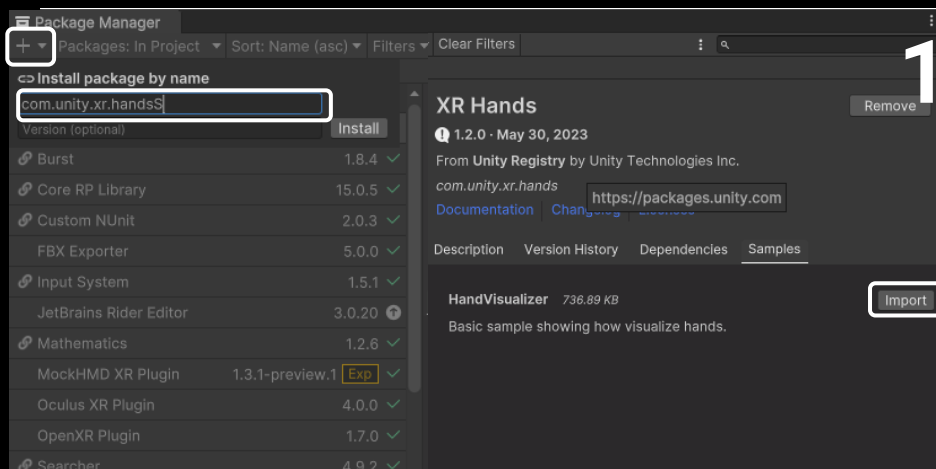 Package Manager
+ Packages: In Project Sort: Name (asc) Filters Clear Filters
1
Install package by name
com.unity.xr.handsS
Version (optional) Install
Burst 1.8.4
Core RP Library 15.0.5
Custom NUnit 2.0.3
FBX Exporter 5.0.0
Input System 1.5.1
JetBrains Rider Editor 3.0.20
Mathematics 1.2.6
MockHMD XR Plugin 1.3.1-preview.1 Exp
Oculus XR Plugin 4.0.0
OpenXR Plugin 1.7.0
Searcher 4.9.2
XR Hands Remove
1.2.0 · May 30, 2023
From Unity Registry by Unity Technologies Inc.
com.unity.xr.hands
https://packages.unity.com
Documentation
Description Version History Dependencies Samples
HandVisualizer 736.89 KB Import
Basic sample showing how visualize hands.